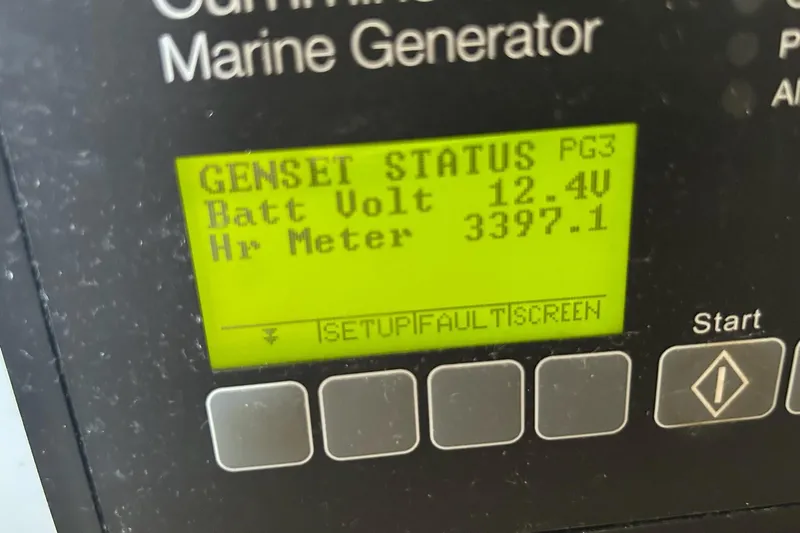 Marine Generator
GENSET STATUS PG3
Batt Volt 12.4V
Hr Meter 3397.1
SETUP FAULT SCREEN
Start